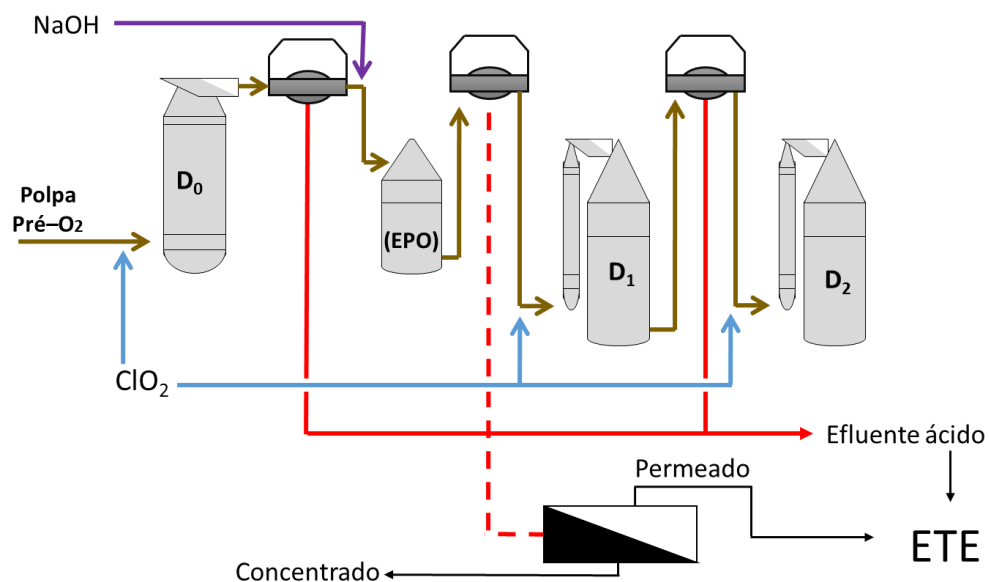 NaOH
D₀
Polpa
Pré–O₂
(EPO)
D₁
D₂
ClO₂
Efluente ácido
Permeado
ETE
Concentrado